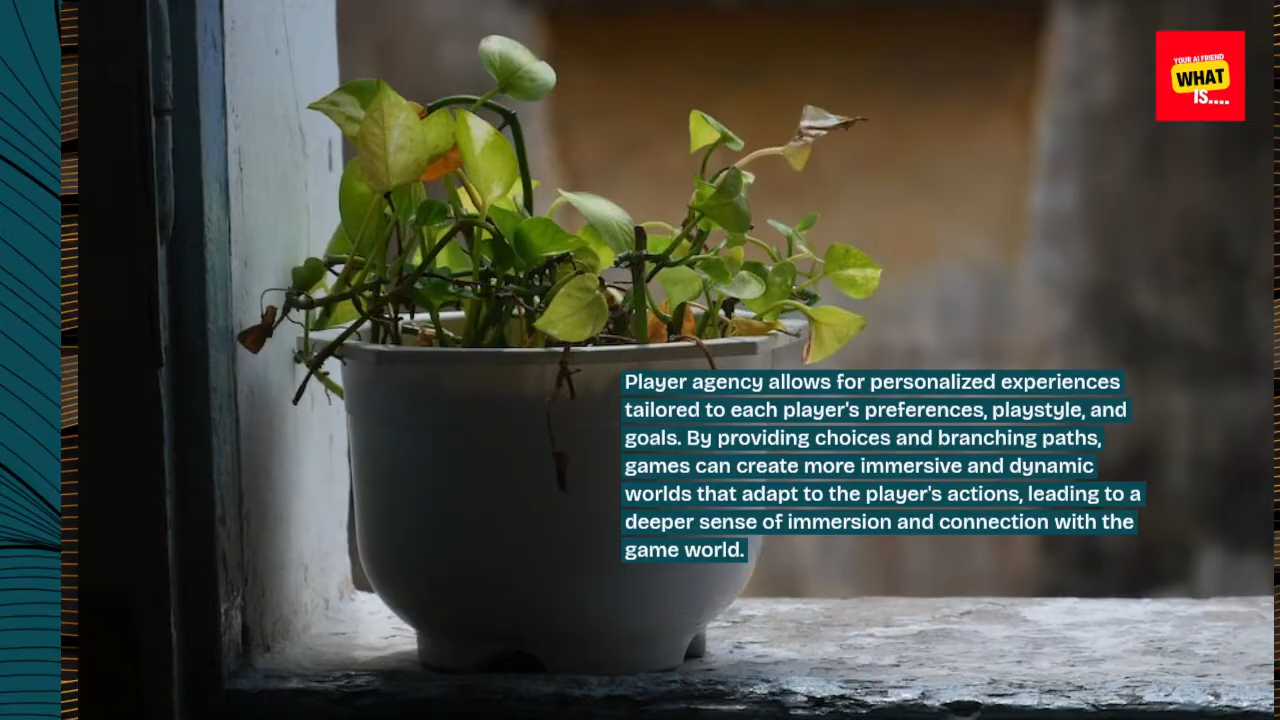 YOUR AI FRIEND
WHAT
IS....
Player agency allows for personalized experiences
tailored to each player's preferences, playstyle, and
goals. By providing choices and branching paths,
games can create more immersive and dynamic
worlds that adapt to the player's actions, leading to a
deeper sense of immersion and connection with the
game world.